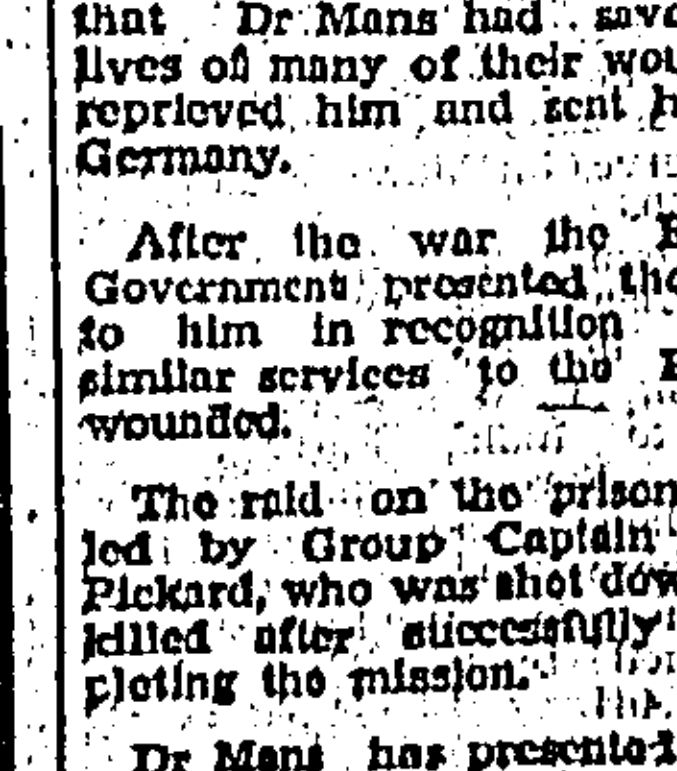 that Dr Mans had save
lives of many of their wou
reprieved him and sent h
Germany.
After the war the
Government presented the
to him in recognition
similar services to the
wounded.
The raid on the prison
led by Group Captain
Pickard, who was shot dow
killed after successfully
pleting the mission.
Dr Mans has presented